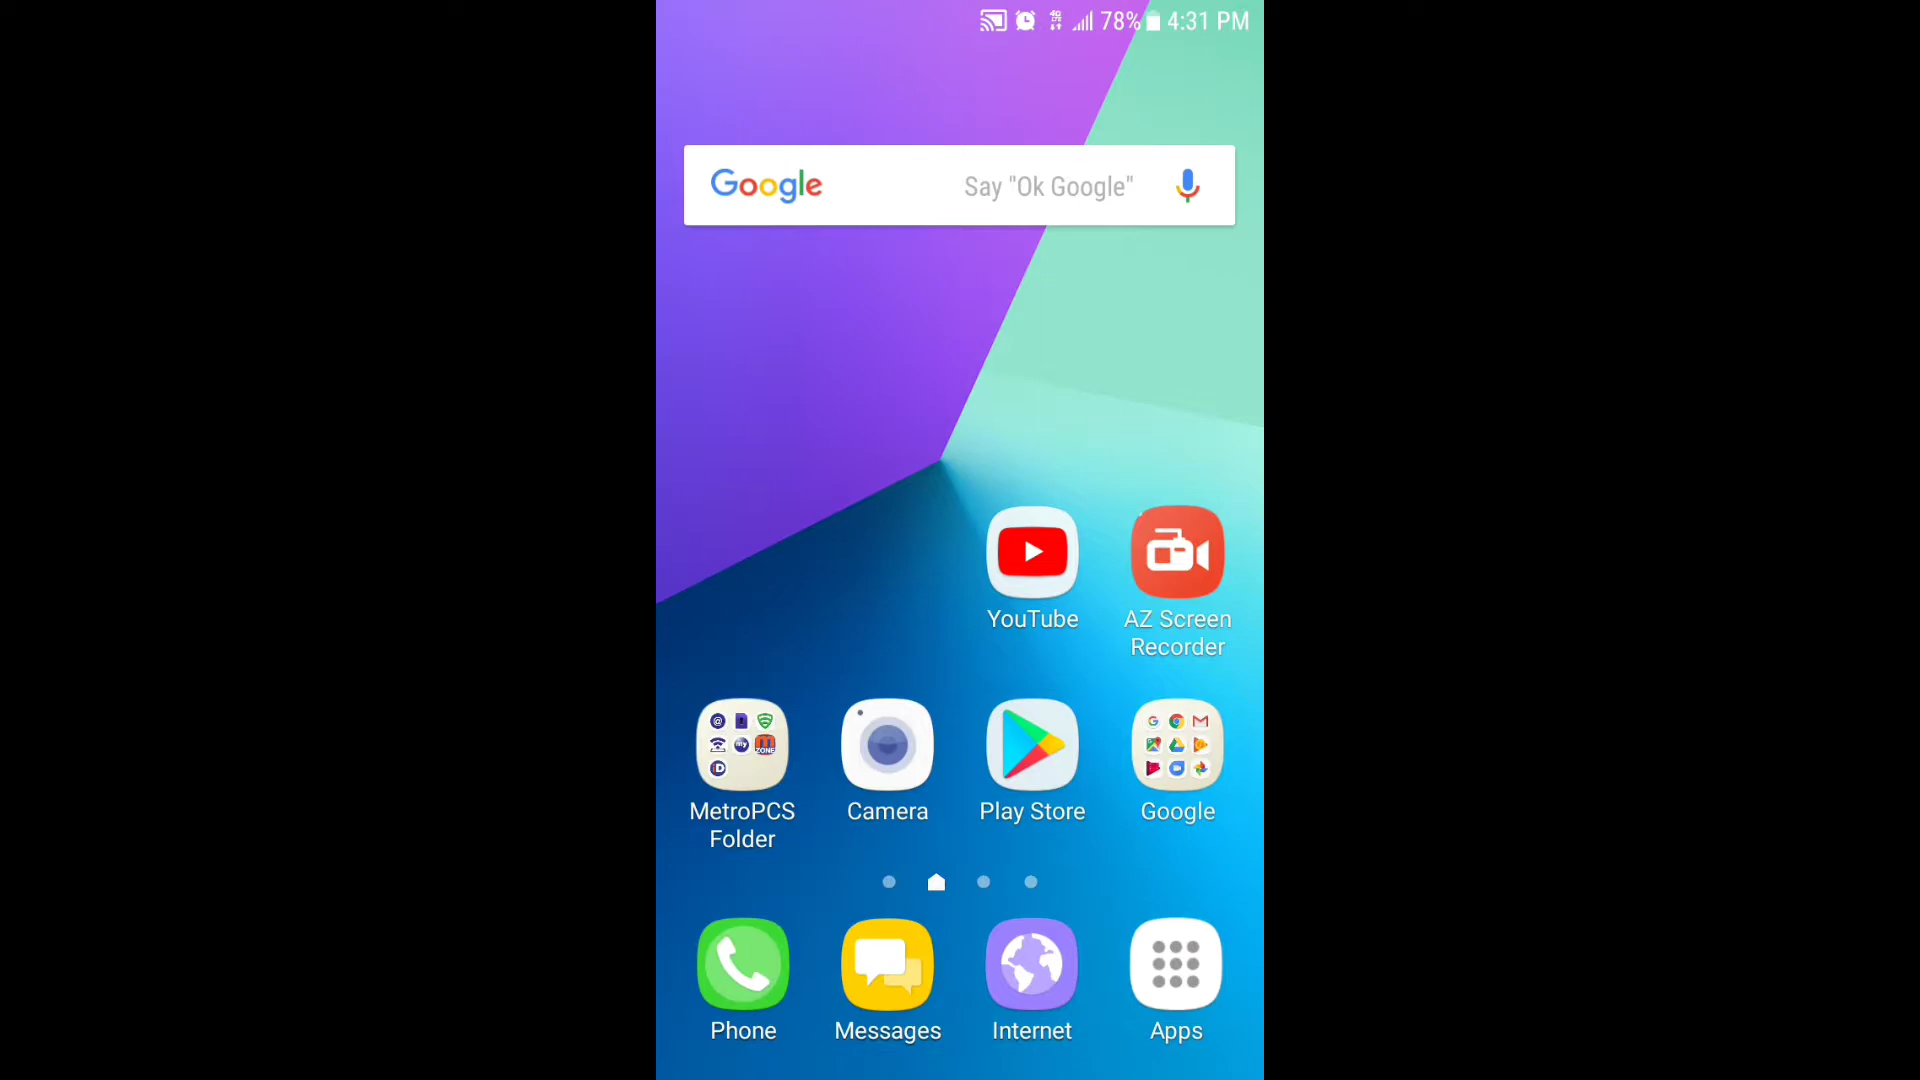 78% 4:31 PM
Google Say "Ok Google"
YouTube AZ Screen
Recorder
MetroPCS Camera Play Store Google
Folder
Phone Messages Internet Apps